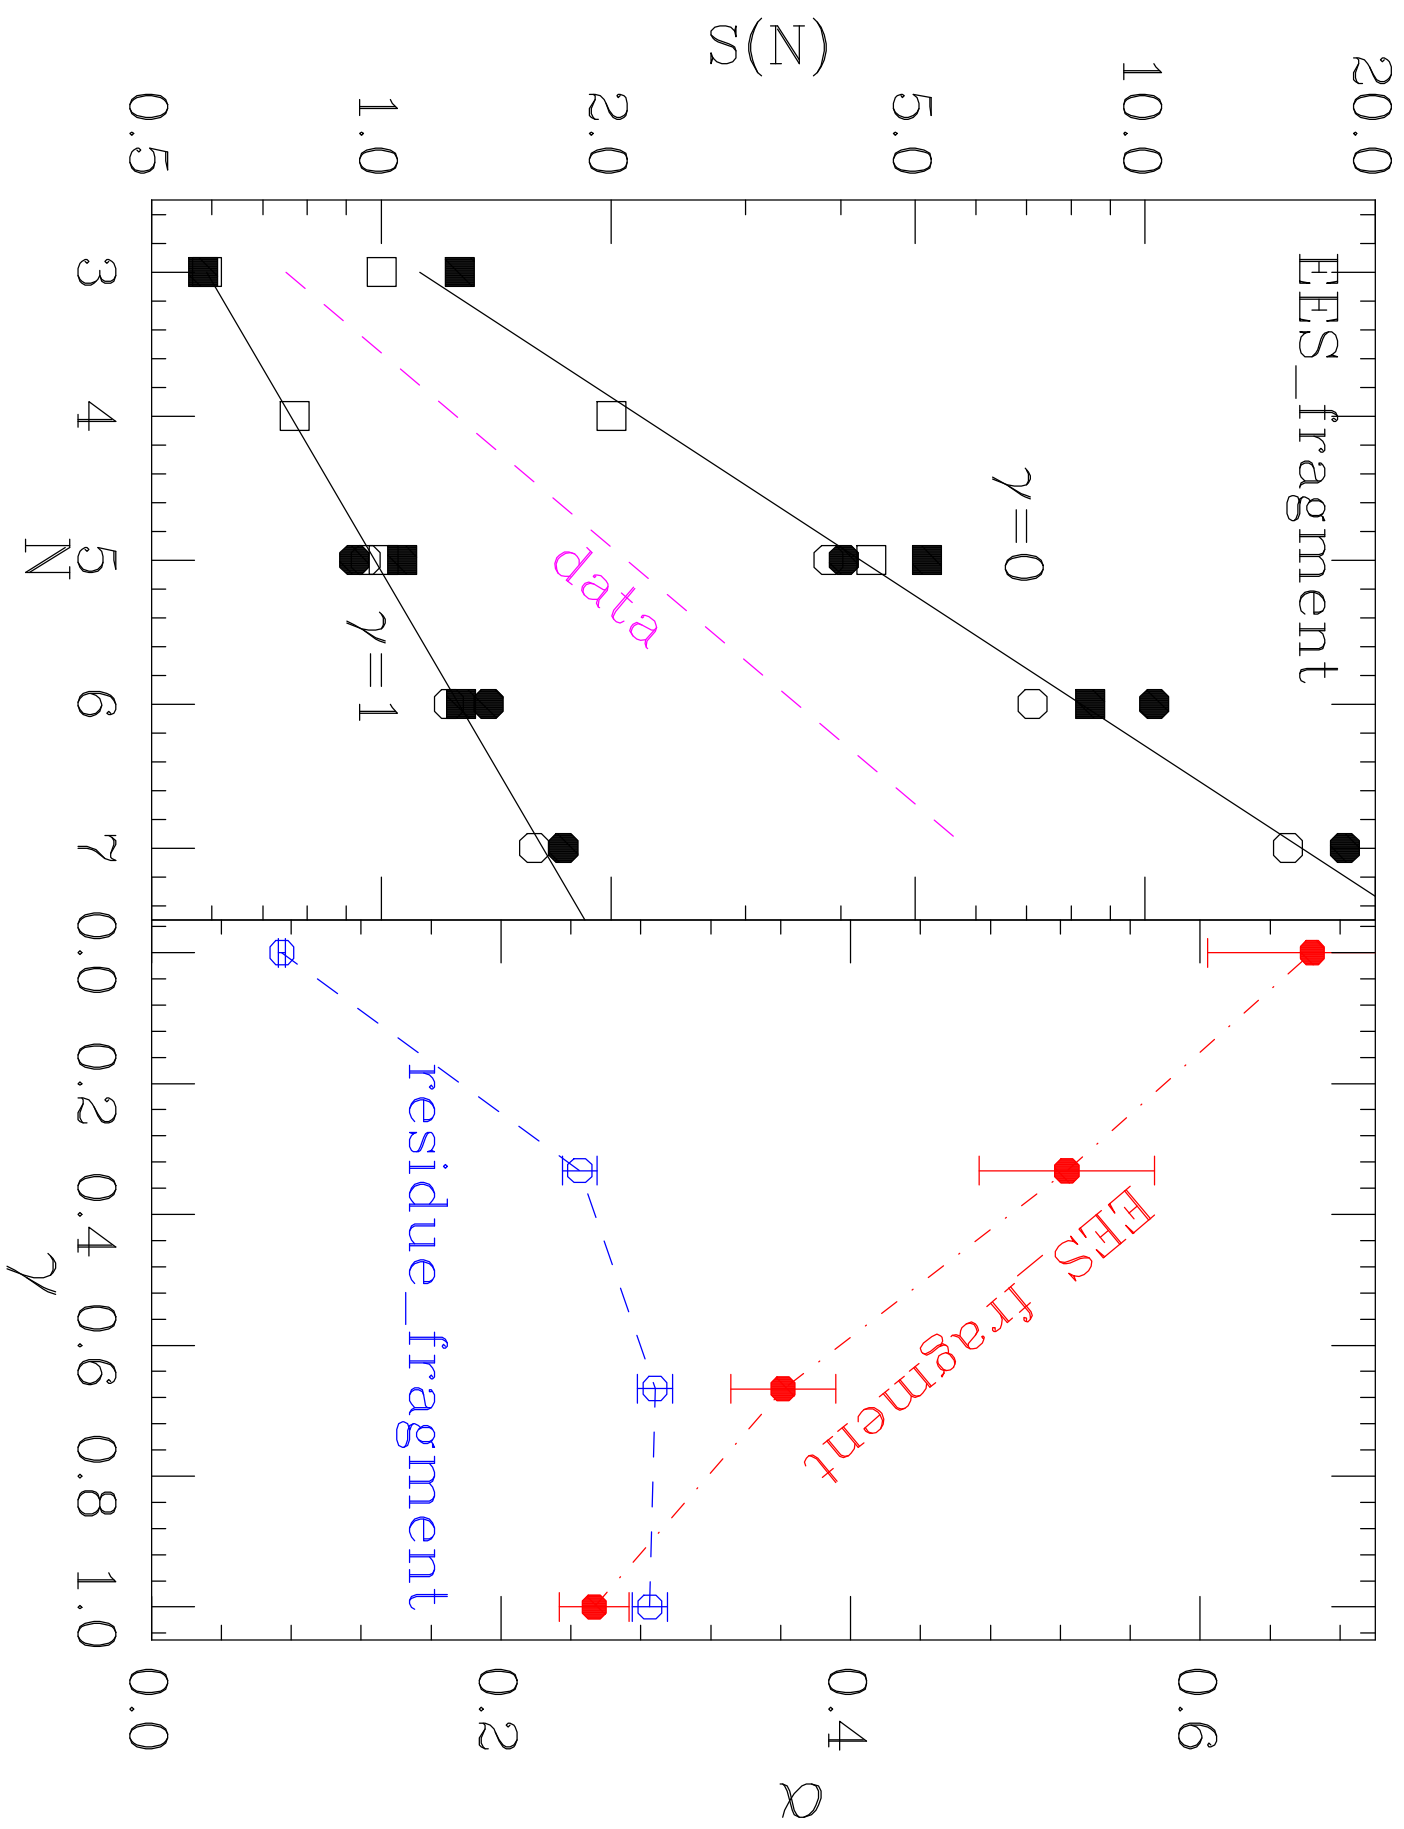 EES_fragment
S(N)
20.0
10.0
5.0
2.0
1.0
0.5
γ=0
data
γ=1
3 4 5 6 7
N
EES_fragment
residue_fragment
0.6
0.4
0.2
0.0
α
0.0 0.2 0.4 0.6 0.8 1.0
γ